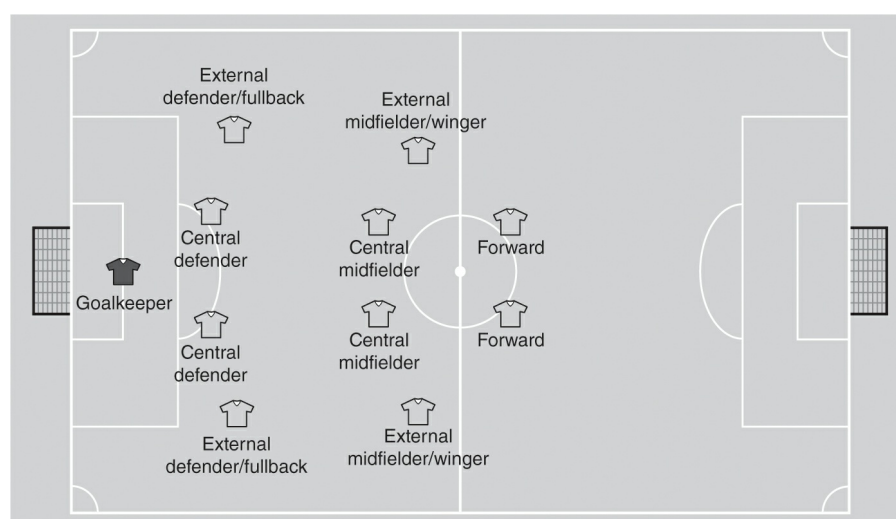 External
defender/fullback
External
midfielder/winger
Central
defender
Central
midfielder
Forward
Goalkeeper
Central
defender
Central
midfielder
Forward
External
defender/fullback
External
midfielder/winger